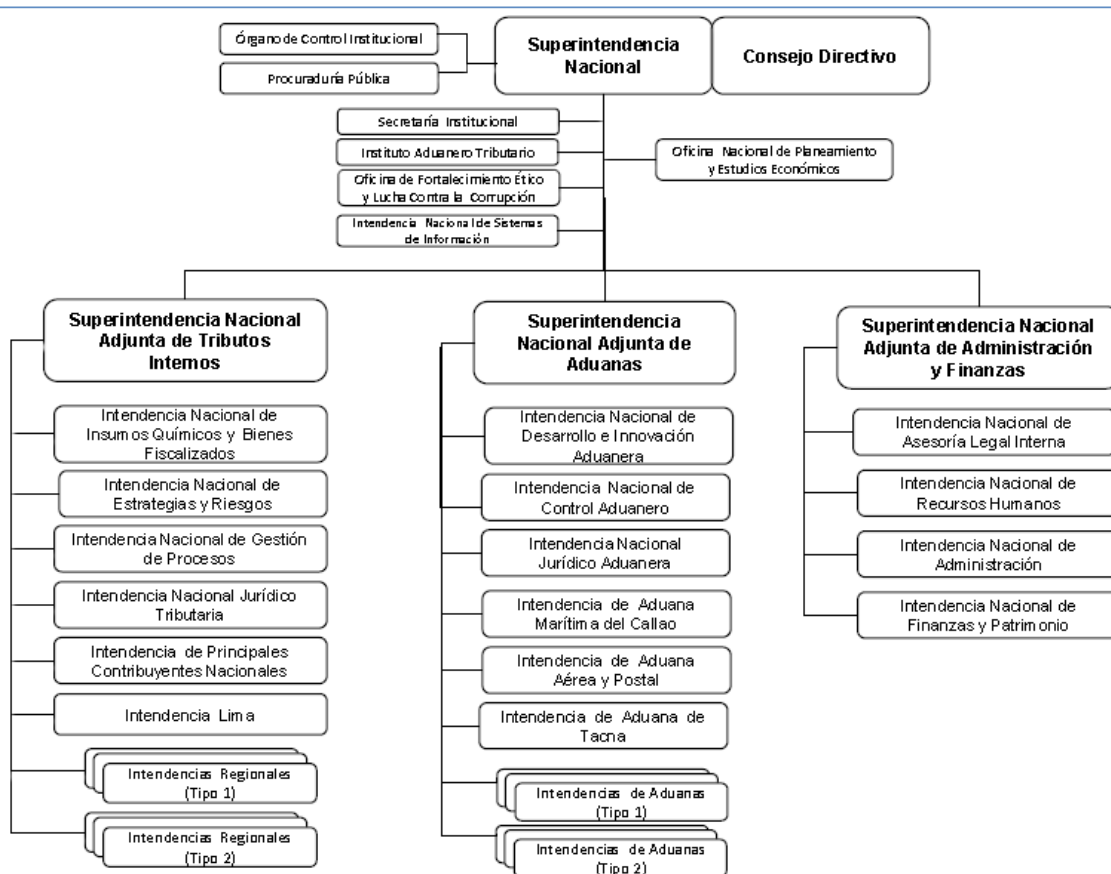 Órgano de Control Institucional
Procuraduría Pública
Superintendencia
Nacional
Consejo Directivo
Secretaría Institucional
Instituto Aduanero Tributario
Oficina de Fortalecimiento Ético
y Lucha Contra la Corrupción
Intendencia Nacional de Sistemas
de Información
Oficina Nacional de Planeamiento
y Estudios Económicos
Superintendencia Nacional
Adjunta de Tributos
Internos
Intendencia Nacional de
Insumos Químicos y Bienes
Fiscalizados
Intendencia Nacional de
Estrategias y Riesgos
Intendencia Nacional de Gestión
de Procesos
Intendencia Nacional Jurídico
Tributaria
Intendencia de Principales
Contribuyentes Nacionales
Intendencia Lima
Intendencias Regionales
(Tipo 1)
Intendencias Regionales
(Tipo 2)
Superintendencia
Nacional Adjunta de
Aduanas
Intendencia Nacional de
Desarrollo e Innovación
Aduanera
Intendencia Nacional de
Control Aduanero
Intendencia Nacional
Jurídico Aduanera
Intendencia de Aduana
Marítima del Callao
Intendencia de Aduana
Aérea y Postal
Intendencia de Aduana de
Tacna
Intendencias de Aduanas
(Tipo 1)
Intendencias de Aduanas
(Tipo 2)
Superintendencia Nacional
Adjunta de Administración
y Finanzas
Intendencia Nacional de
Asesoría Legal Interna
Intendencia Nacional de
Recursos Humanos
Intendencia Nacional de
Administración
Intendencia Nacional de
Finanzas y Patrimonio